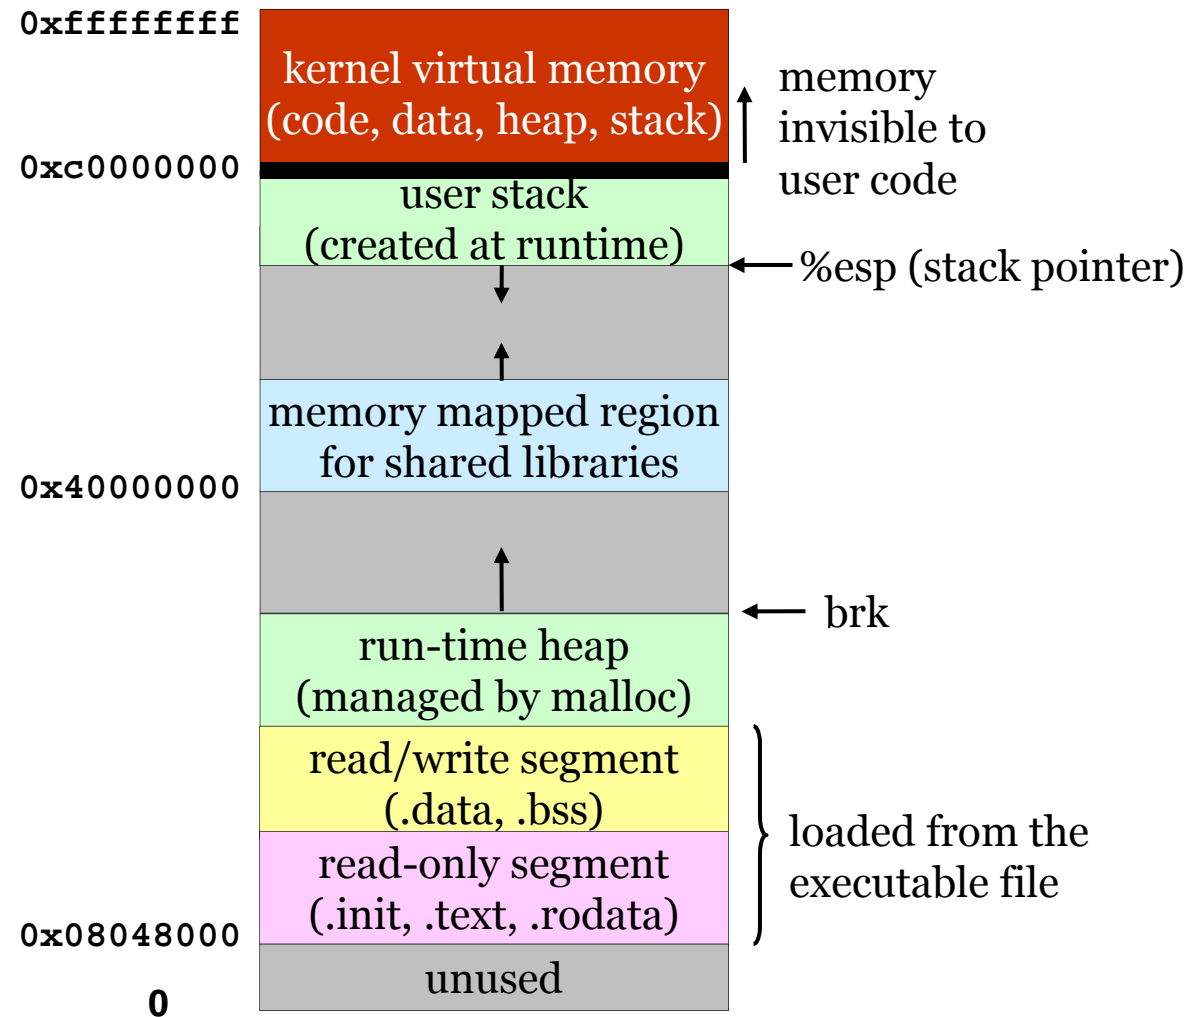 0xffffffff
kernel virtual memory
(code, data, heap, stack)
memory
invisible to
user code
0xc0000000
user stack
(created at runtime)
%esp (stack pointer)
memory mapped region
for shared libraries
0x40000000
brk
run-time heap
(managed by malloc)
read/write segment
(.data, .bss)
loaded from the
executable file
read-only segment
(.init, .text, .rodata)
0x08048000
unused
0